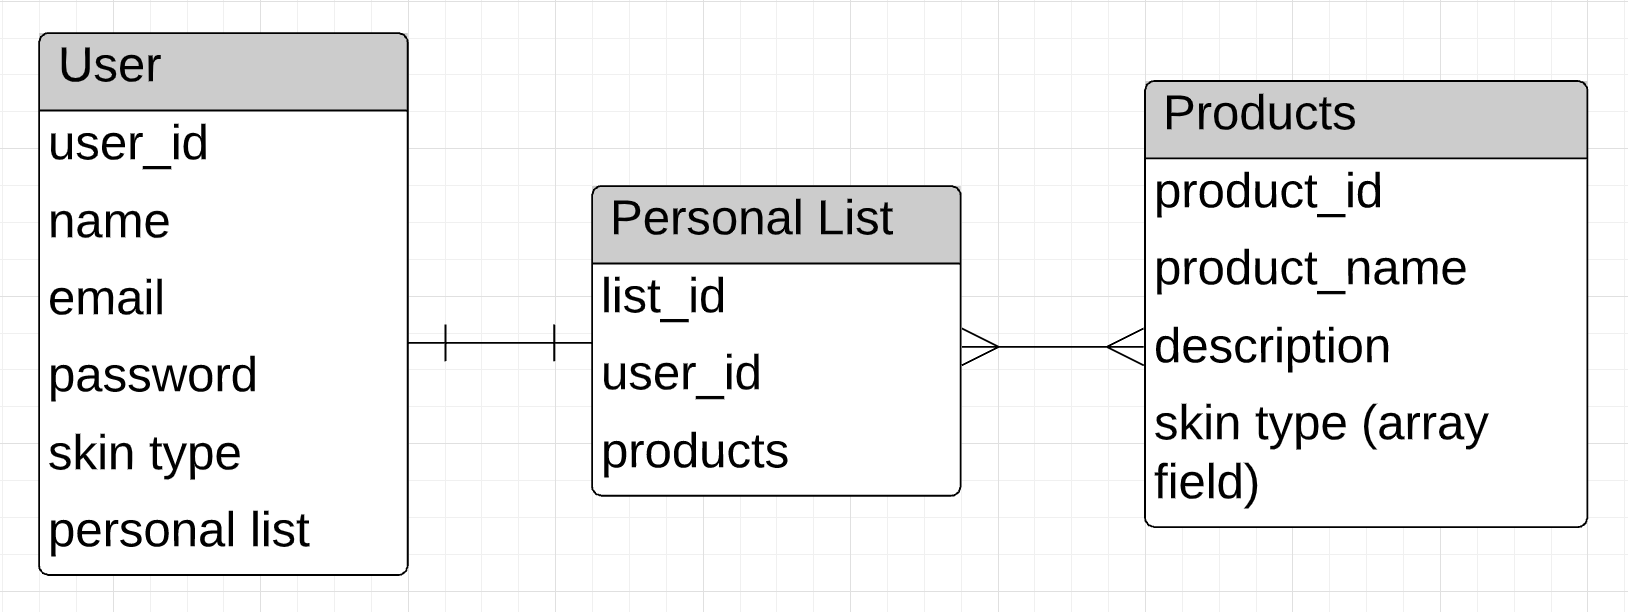 User
user_id
name
email
password
skin type
personal list
Personal List
list_id
user_id
products
Products
product_id
product_name
description
skin type (array
field)